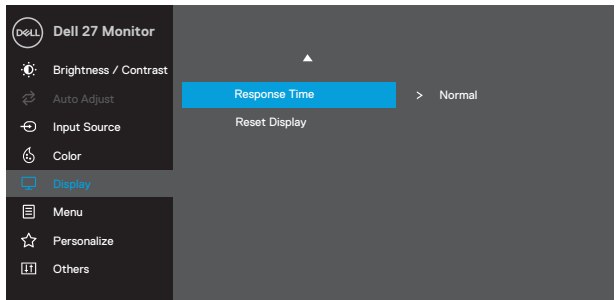 DELL Dell 27 Monitor
Brightness / Contrast
Auto Adjust
Response Time > Normal
Input Source
Reset Display
Color
Display
Menu
Personalize
Others